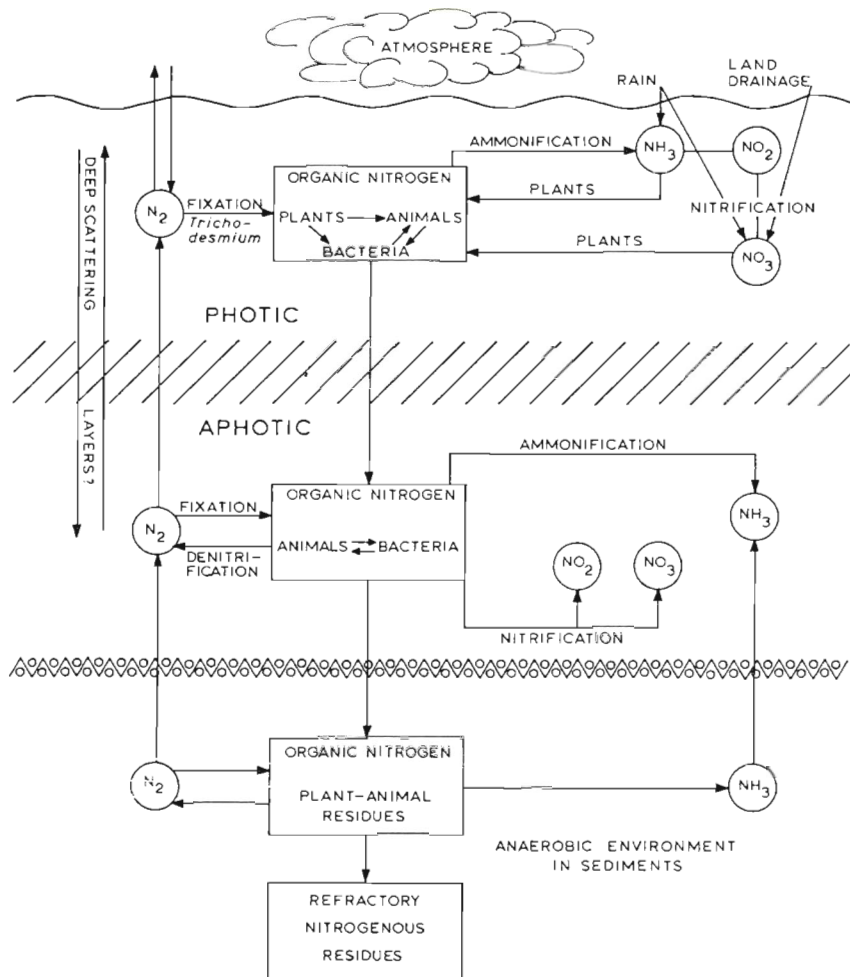 ATMOSPHERE
RAIN
LAND
DRAINAGE
AMMONIFICATION
NH3
NO2
ORGANIC NITROGEN
PLANTS
N2
FIXATION
Tricho-
desmium
PLANTS ANIMALS
BACTERIA
NITRIFICATION
PLANTS
NO3
DEEP SCATTERING
LAYERS?
PHOTIC
APHOTIC
AMMONIFICATION
ORGANIC NITROGEN
FIXATION
N2
NH3
ANIMALS BACTERIA
DENITRI-
FICATION
NO2
NO3
NITRIFICATION
ORGANIC NITROGEN
N2
PLANT-ANIMAL
RESIDUES
NH3
ANAEROBIC ENVIRONMENT
IN SEDIMENTS
REFRACTORY
NITROGENOUS
RESIDUES